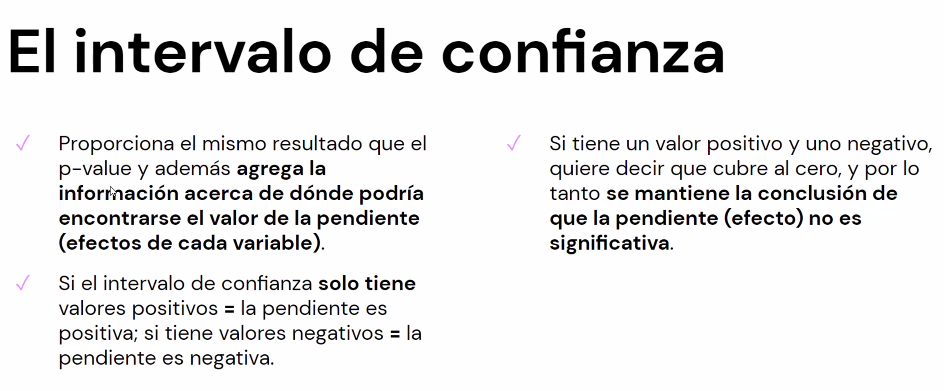 El intervalo de confianza
✓ Proporciona el mismo resultado que el
p-value y además agrega la
información acerca de dónde podría
encontrarse el valor de la pendiente
(efectos de cada variable).
✓ Si el intervalo de confianza solo tiene
valores positivos = la pendiente es
positiva; si tiene valores negativos = la
pendiente es negativa.
✓ Si tiene un valor positivo y uno negativo,
quiere decir que cubre al cero, y por lo
tanto se mantiene la conclusión de
que la pendiente (efecto) no es
significativa.